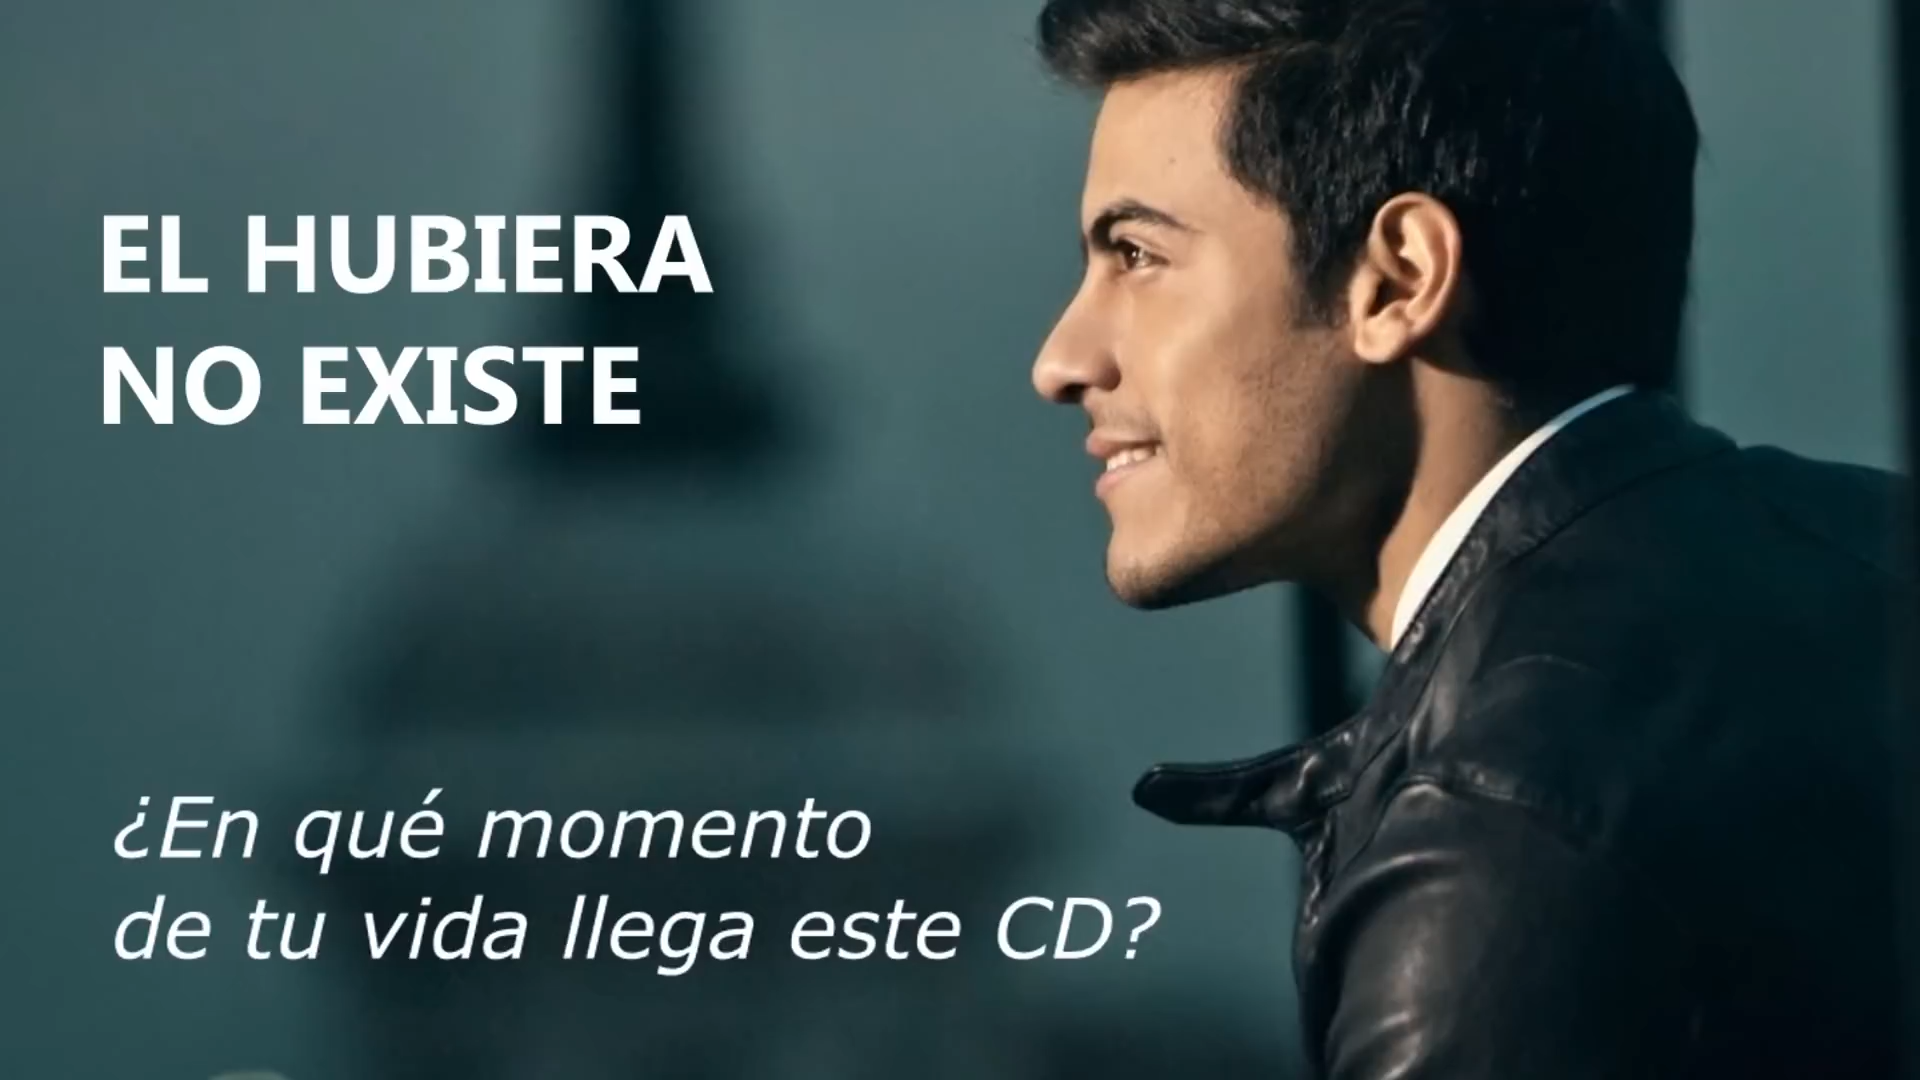 EL HUBIERA
NO EXISTE
¿En qué momento
de tu vida llega este CD?